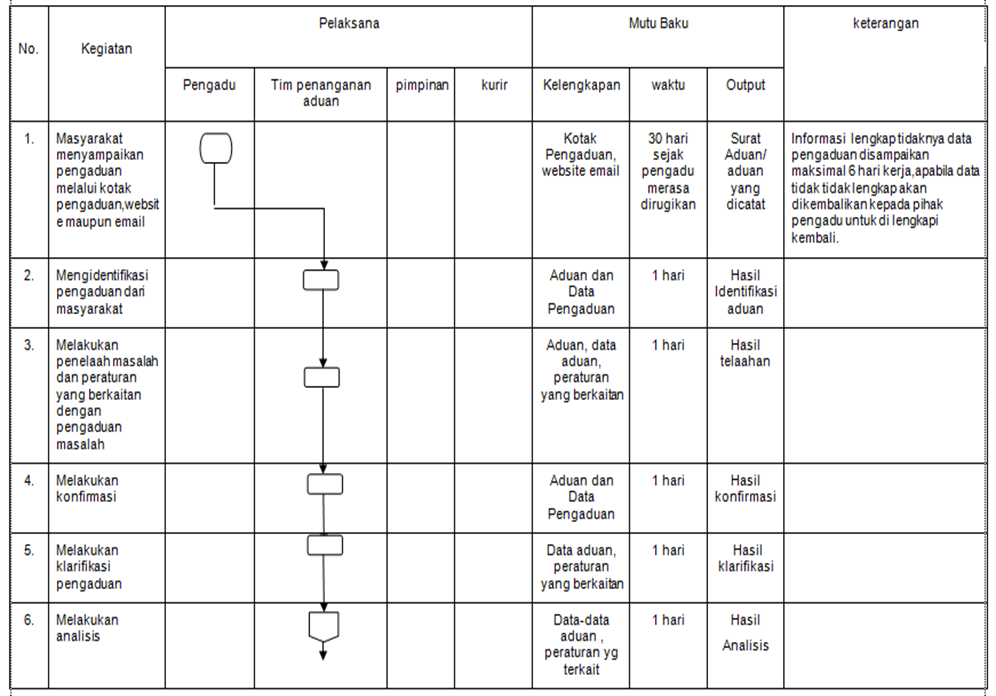 No.
Kegiatan
Pelaksana
Mutu Baku
keterangan
Pengadu
Tim penanganan
aduan
pimpinan
kurir
Kelengkapan
waktu
Output
1.
Masyarakat
menyampaikan
pengaduan
melalui kotak
pengaduan,websit
e maupun email
Kotak
Pengaduan,
website email
30 hari
sejak
pengadu
merasa
dirugikan
Surat
Aduan/
aduan
yang
dicatat
Informasi lengkap tidaknya data
pengaduan disampaikan
maksimal 6 hari kerja,apabila data
tidak tidak lengkap akan
dikembalikan kepada pihak
pengadu untuk di lengkapi
kembali.
2.
Mengidentifikasi
pengaduan dari
masyarakat
Aduan dan
Data
Pengaduan
1 hari
Hasil
Identifikasi
aduan
3.
Melakukan
penelaah masalah
dan peraturan
yang berkaitan
dengan
pengaduan
masalah
Aduan, data
aduan,
peraturan
yang berkaitan
1 hari
Hasil
telaahan
4.
Melakukan
konfirmasi
Aduan dan
Data
Pengaduan
1 hari
Hasil
konfirmasi
5.
Melakukan
klarifikasi
pengaduan
Data aduan,
peraturan
yang berkaitan
1 hari
Hasil
klarifikasi
6.
Melakukan
analisis
Data-data
aduan ,
peraturan yg
terkait
1 hari
Hasil
Analisis